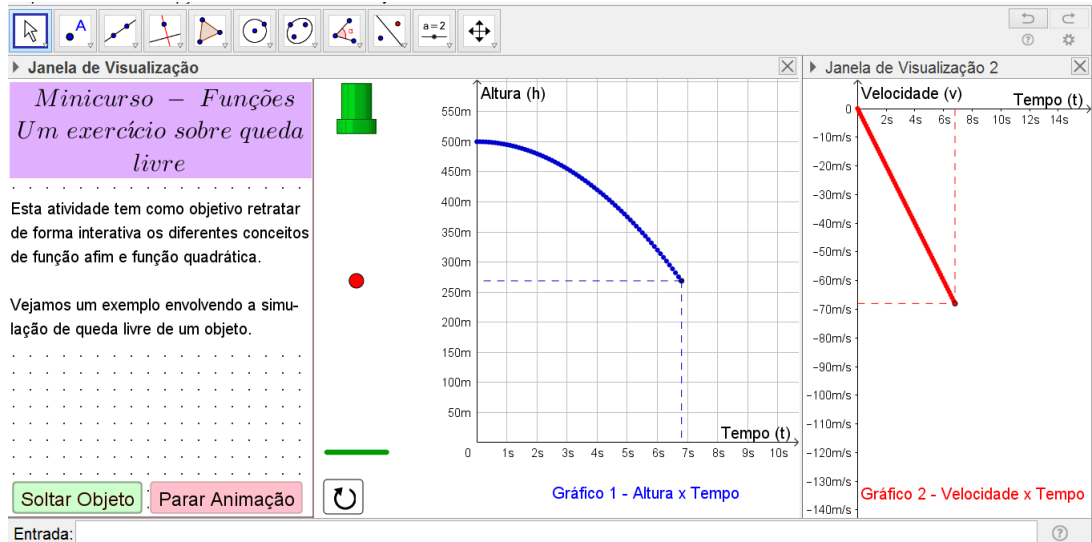 a=2
Janela de Visualização
Minicurso − Funções
Um exercício sobre queda
livre
Esta atividade tem como objetivo retratar
de forma interativa os diferentes conceitos
de função afim e função quadrática.
Vejamos um exemplo envolvendo a simu-
lação de queda livre de um objeto.
Soltar Objeto
Parar Animação
Altura (h)
550m
500m
450m
400m
350m
300m
250m
200m
150m
100m
50m
0
1s 2s 3s 4s 5s 6s 7s 8s 9s 10s
Tempo (t)
Gráfico 1 - Altura x Tempo
Janela de Visualização 2
Velocidade (v)
Tempo (t)
0
2s 4s 6s 8s 10s 12s 14s
−10m/s
−20m/s
−30m/s
−40m/s
−50m/s
−60m/s
−70m/s
−80m/s
−90m/s
−100m/s
−110m/s
−120m/s
−130m/s
−140m/s
Gráfico 2 - Velocidade x Tempo
Entrada: